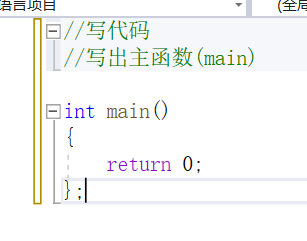 语言项目
(全局
//写代码
//写出主函数(main)
int main()
{
return 0;
};